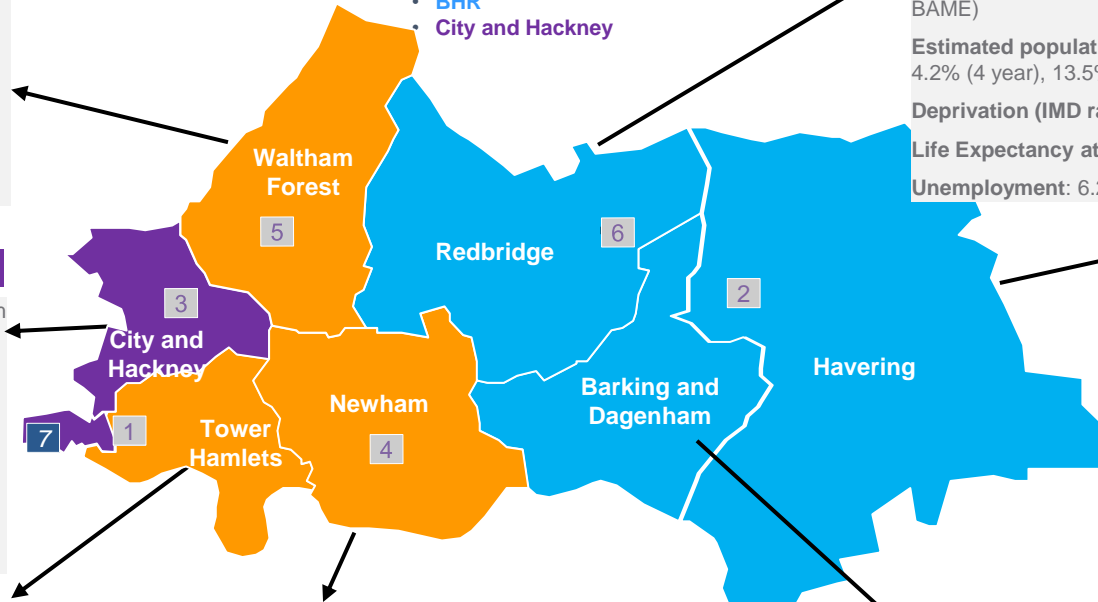 • BHR
• City and Hackney
BAME)
Estimated populat
4.2% (4 year), 13.5%
Deprivation (IMD ra
Life Expectancy at
Unemployment: 6.2
Waltham
Forest
5
Redbridge
6
3
2
City and
Hackney
Havering
Barking and
Dagenham
Newham
4
Tower
Hamlets
1
7
n